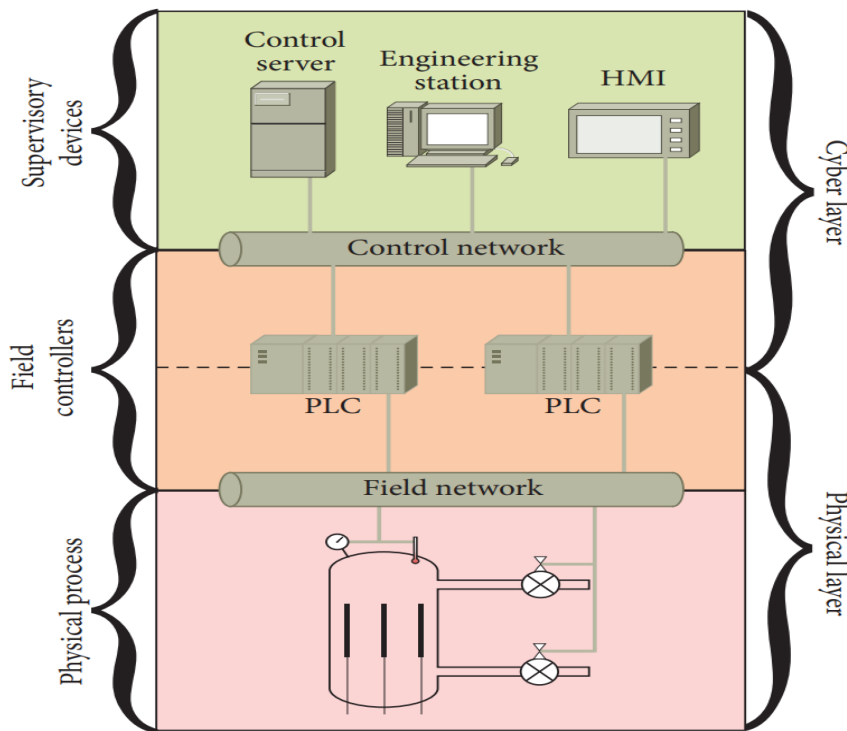 Control
server
Engineering
station
HMI
Supervisory
devices
Cyber layer
Control network
Field
controllers
PLC
PLC
Field network
Physical process
Physical layer